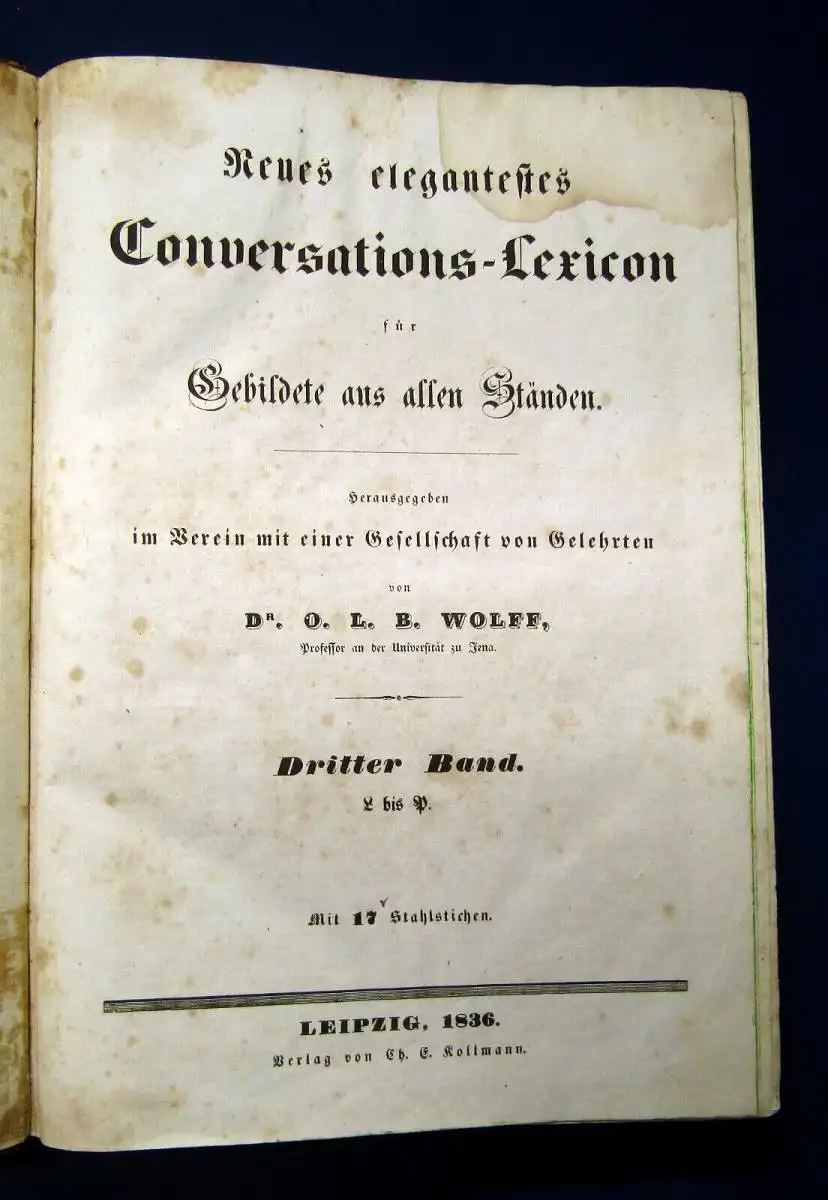 Neues elegantestes
Conversations-Lexicon
für
Gebildete aus allen Ständen.
Herausgegeben
im Verein mit einer Gesellschaft von Gelehrten
von
DR. O. L. B. WOLFF,
Professor an der Universität zu Jena.
Dritter Band.
L bis P.
Mit 17 Stahlstichen.
LEIPZIG, 1836.
Verlag von Ch. E. Kollmann.